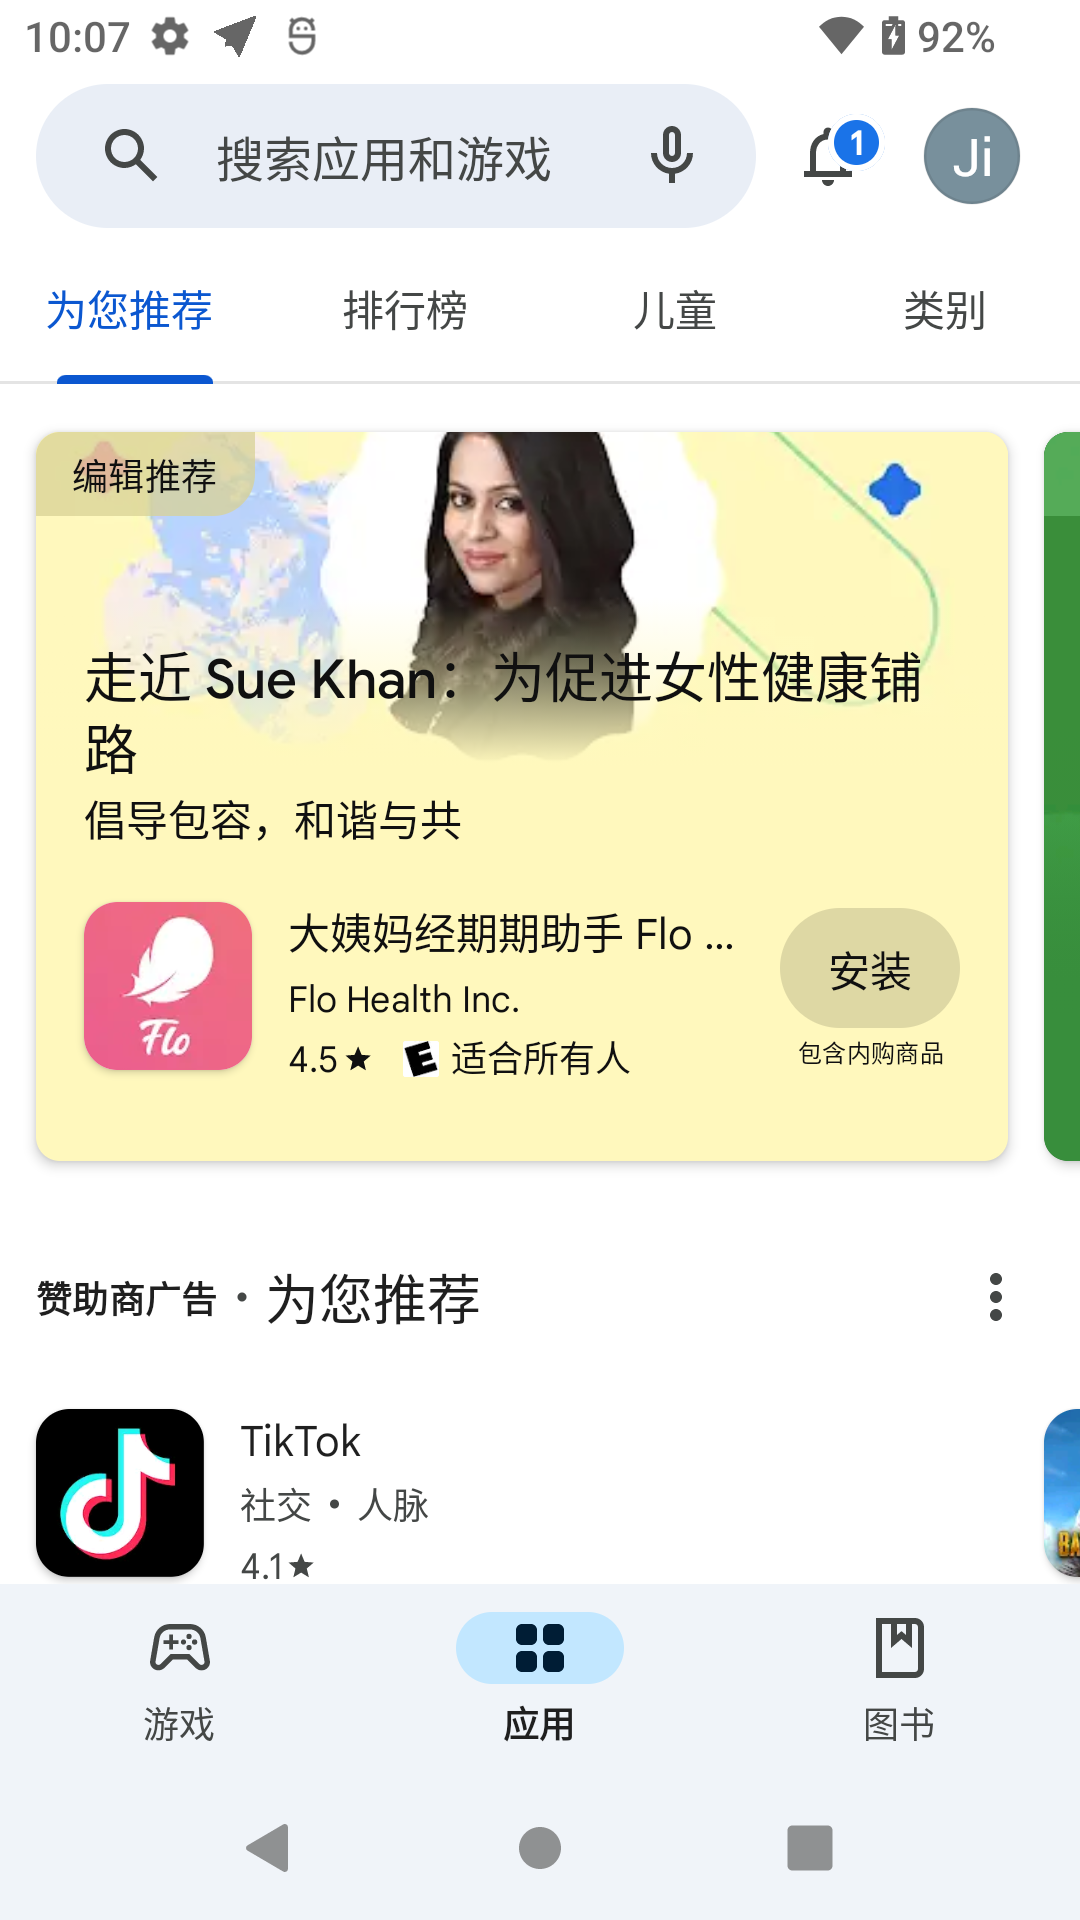 10:07
92%
搜索应用和游戏
1
Ji
为您推荐
排行榜
儿童
类别
编辑推荐
走近 Sue Khan：为促进女性健康铺
路
倡导包容，和谐与共
Flo
大姨妈经期期助手 Flo ...
Flo Health Inc.
4.5★
E 适合所有人
安装
包含内购商品
赞助商广告 · 为您推荐
TikTok
社交 • 人脉
4.1★
游戏
应用
图书